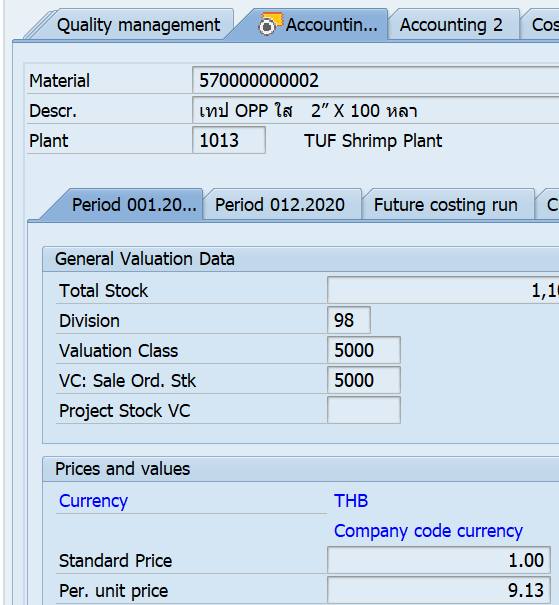 Quality management Accountin... Accounting 2 Cos
Material 570000000002
Descr. เทป OPP ใส 2” X 100 หลา
Plant 1013 TUF Shrimp Plant
Period 001.20... Period 012.2020 Future costing run C
General Valuation Data
Total Stock 1,10
Division 98
Valuation Class 5000
VC: Sale Ord. Stk 5000
Project Stock VC
Prices and values
Currency THB
Company code currency
Standard Price 1.00
Per. unit price 9.13